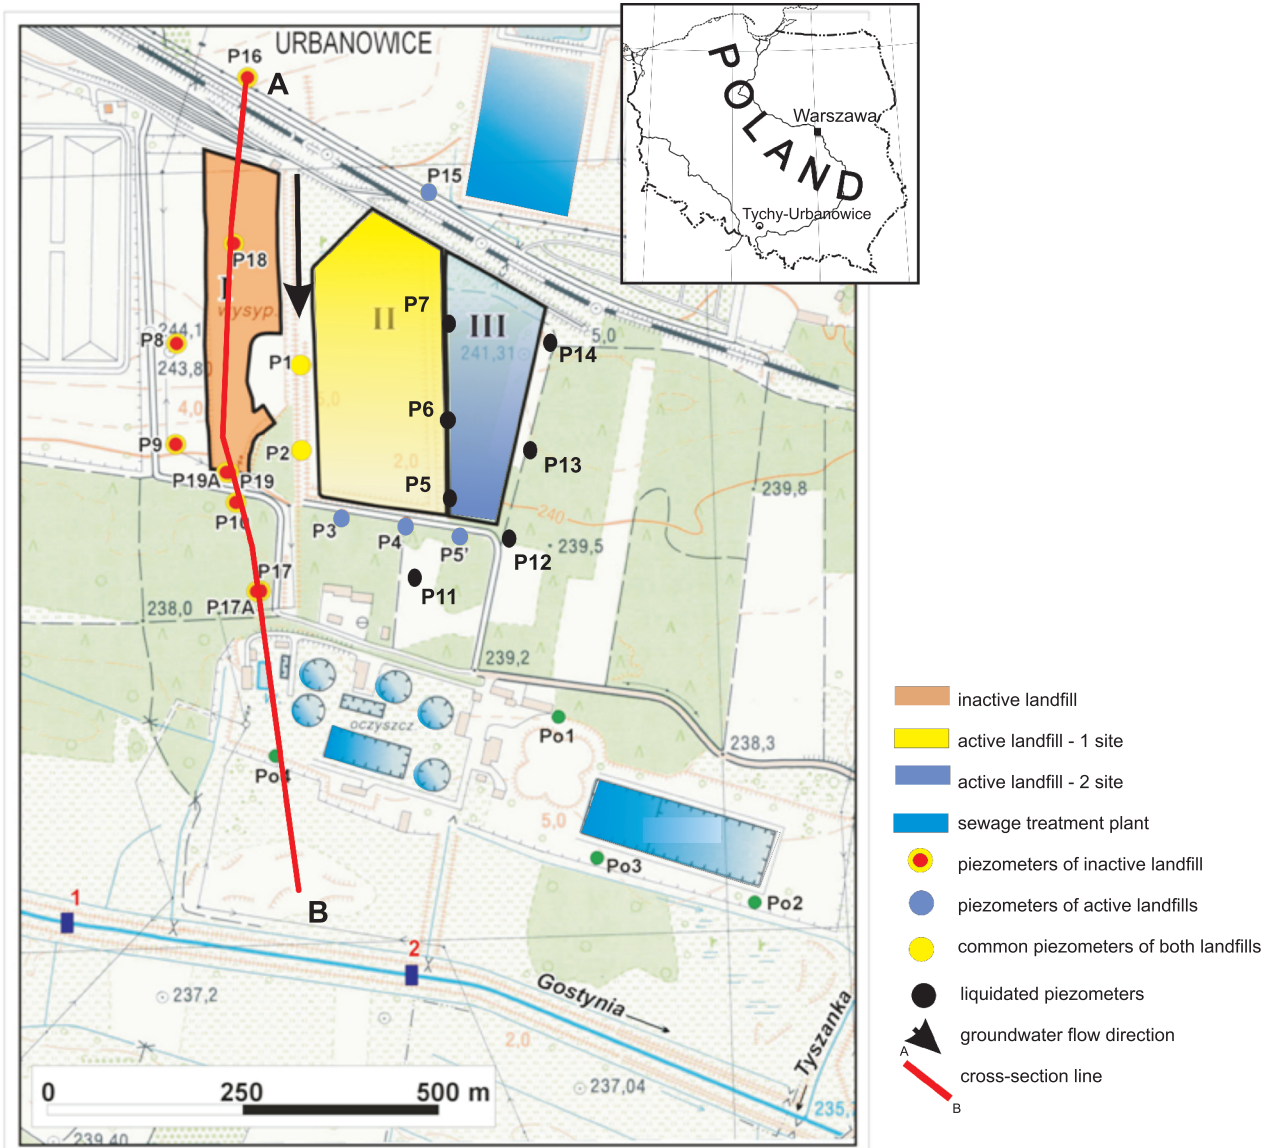 URBANOWICE
P16
A
P15
POLAND
Warszawa
Tychy-Urbanowice
P18
I
wysyp.
P7
II
III
244,1
P8
243,80
P1
241,31
5,0
P14
4,0
5,0
P6
P9
P2
2,0
P13
P19A
P19
P5
239,8
P10
P3
240
P4
P5'
239,5
P12
P17
P11
P17A
238,0
239,2
oczyszcz.
Po1
238,3
Po4
5,0
Po3
Po2
1
B
2
Gostynia
237,2
2,0
Tyszanka
237,04
235,
0
250
500 m
239,40
inactive landfill
active landfill - 1 site
active landfill - 2 site
sewage treatment plant
piezometers of inactive landfill
piezometers of active landfills
common piezometers of both landfills
liquidated piezometers
groundwater flow direction
A
cross-section line
B